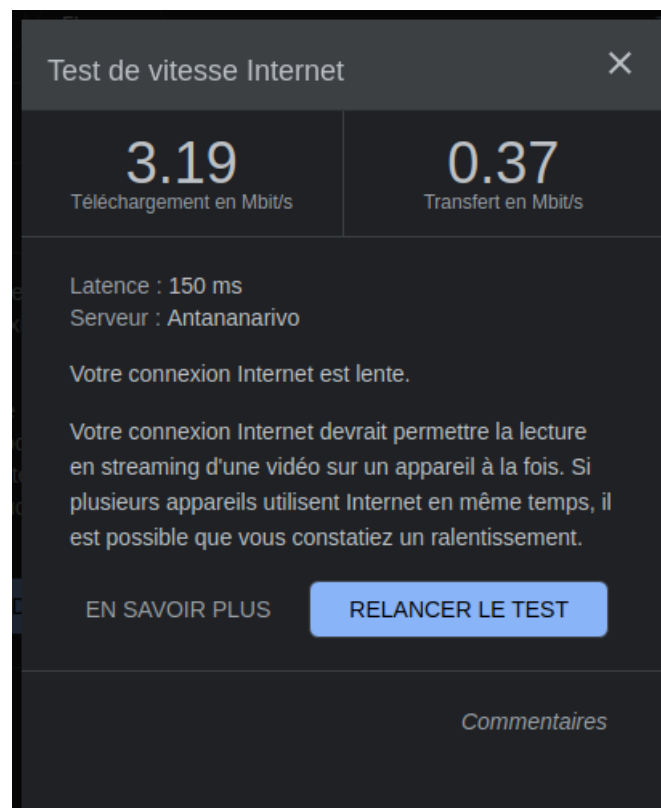 Test de vitesse Internet
3.19
Téléchargement en Mbit/s
0.37
Transfert en Mbit/s
Latence : 150 ms
Serveur : Antananarivo
Votre connexion Internet est lente.
Votre connexion Internet devrait permettre la lecture
en streaming d'une vidéo sur un appareil à la fois. Si
plusieurs appareils utilisent Internet en même temps, il
est possible que vous constatiez un ralentissement.
EN SAVOIR PLUS
RELANCER LE TEST
Commentaires